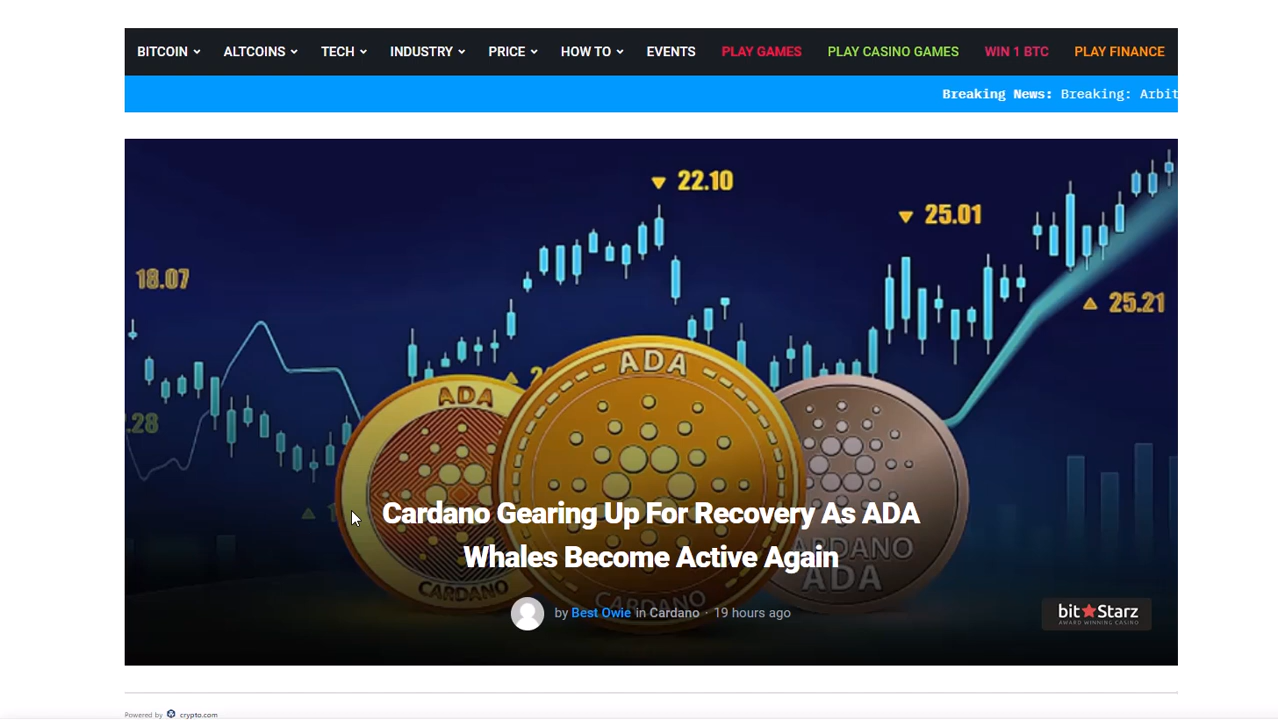 BITCOIN ALTCOINS TECH INDUSTRY PRICE HOW TO EVENTS PLAY GAMES PLAY CASINO GAMES WIN 1 BTC PLAY FINANCE
Breaking News: Breaking: Arbit
22.10
25.01
18.07
25.21
ADA
ADA
.28
Cardano Gearing Up For Recovery As ADA
Whales Become Active Again
CARDANO
ADA
CARDANO
CARDANO
by Best Owie in Cardano · 19 hours ago
bit Starz
AWARD WINNING CASINO
Powered by crypto.com